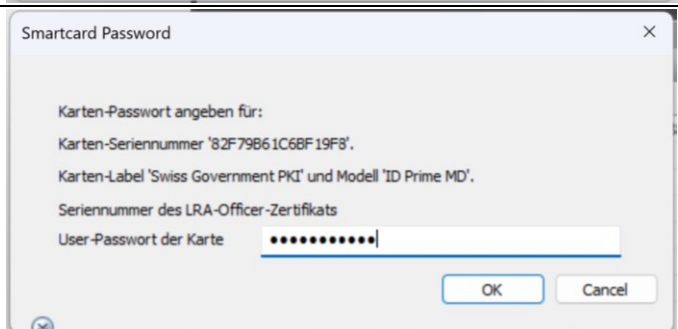 Smartcard Password
Karten-Passwort angeben für:
Karten-Seriennummer '82F79B61C6BF19F8'.
Karten-Label 'Swiss Government PKI' und Modell 'ID Prime MD'.
Seriennummer des LRA-Officer-Zertifikats
User-Passwort der Karte ●●●●●●●●●●●
OK Cancel